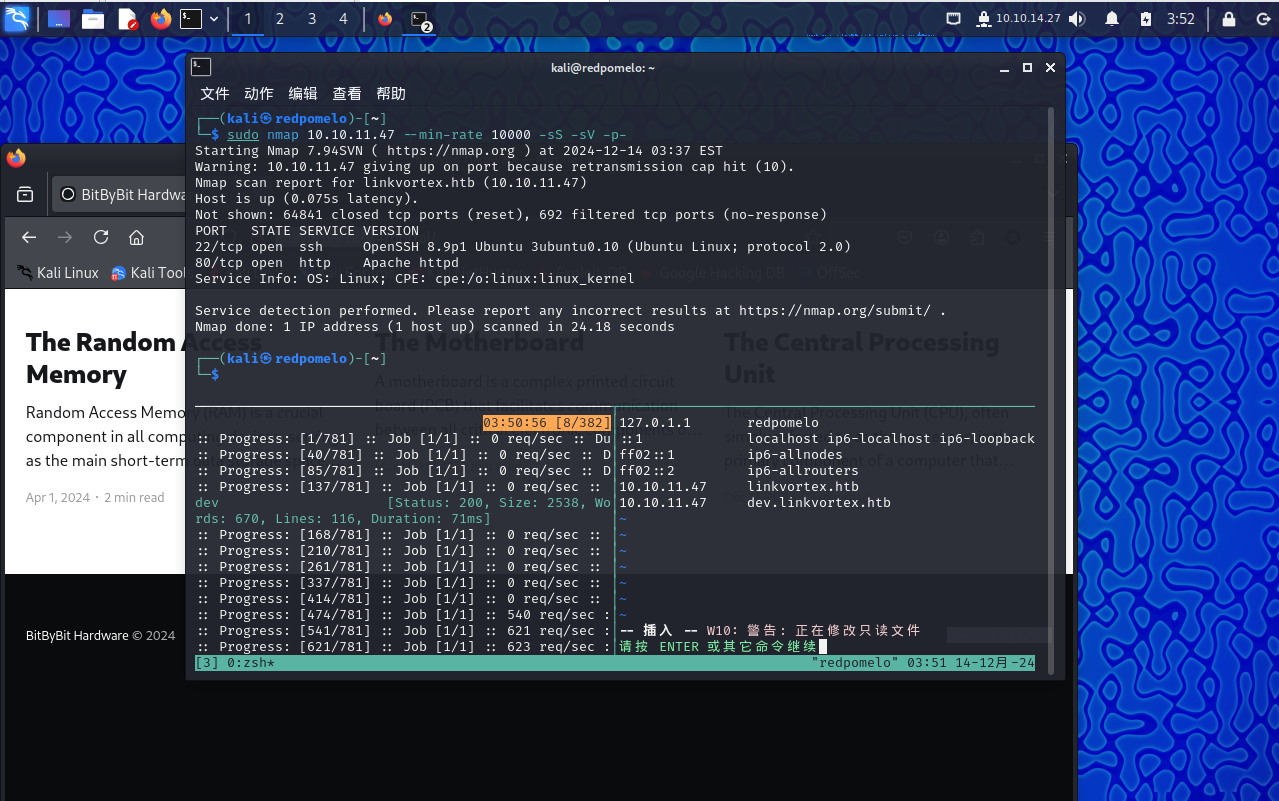 1 2 3 4 2 10.10.14.27 3:52
kali@redpomelo: ~
文件 动作 编辑 查看 帮助
┌──(kali㉿redpomelo)-[~]
└─$ sudo nmap 10.10.11.47 --min-rate 10000 -sS -sV -p-
Starting Nmap 7.94SVN ( https://nmap.org ) at 2024-12-14 03:37 EST
Warning: 10.10.11.47 giving up on port because retransmission cap hit (10).
Nmap scan report for linkvortex.htb (10.10.11.47)
Host is up (0.075s latency).
Not shown: 64841 closed tcp ports (reset), 692 filtered tcp ports (no-response)
PORT STATE SERVICE VERSION
22/tcp open ssh OpenSSH 8.9p1 Ubuntu 3ubuntu0.10 (Ubuntu Linux; protocol 2.0)
80/tcp open http Apache httpd
Service Info: OS: Linux; CPE: cpe:/o:linux:linux_kernel
Service detection performed. Please report any incorrect results at https://nmap.org/submit/ .
Nmap done: 1 IP address (1 host up) scanned in 24.18 seconds
┌──(kali㉿redpomelo)-[~]
└─$
03:50:56 [8/382]
:: Progress: [1/781] :: Job [1/1] :: 0 req/sec :: Du
:: Progress: [40/781] :: Job [1/1] :: 0 req/sec :: D
:: Progress: [85/781] :: Job [1/1] :: 0 req/sec :: D
:: Progress: [137/781] :: Job [1/1] :: 0 req/sec ::
dev [Status: 200, Size: 2538, Wo
rds: 670, Lines: 116, Duration: 71ms]
:: Progress: [168/781] :: Job [1/1] :: 0 req/sec ::
:: Progress: [210/781] :: Job [1/1] :: 0 req/sec ::
:: Progress: [261/781] :: Job [1/1] :: 0 req/sec ::
:: Progress: [337/781] :: Job [1/1] :: 0 req/sec ::
:: Progress: [414/781] :: Job [1/1] :: 0 req/sec ::
:: Progress: [474/781] :: Job [1/1] :: 540 req/sec :
:: Progress: [541/781] :: Job [1/1] :: 621 req/sec :
:: Progress: [621/781] :: Job [1/1] :: 623 req/sec :
127.0.1.1 redpomelo
::1 localhost ip6-localhost ip6-loopback
ff02::1 ip6-allnodes
ff02::2 ip6-allrouters
10.10.11.47 linkvortex.htb
10.10.11.47 dev.linkvortex.htb
~
~
~
~
~
~
~
-- 插入 -- W10: 警告: 正在修改只读文件
请按 ENTER 或其它命令继续
[3] 0:zsh* "redpomelo" 03:51 14-12月-24
BitByBit Hardwa
Kali Linux Kali Tools Google Hacking DB OffSec
The Random Access
Memory
Random Access Memory (RAM) is a crucial
component in all comp
as the main short-term
Apr 1, 2024 · 2 min read
The Motherboard
A motherboard is a complex printed circuit
board (PCB) that
between all
The Central Processing
Unit
The Central Processing Unit (CPU), often
component of a computer that...
BitByBit Hardware © 2024